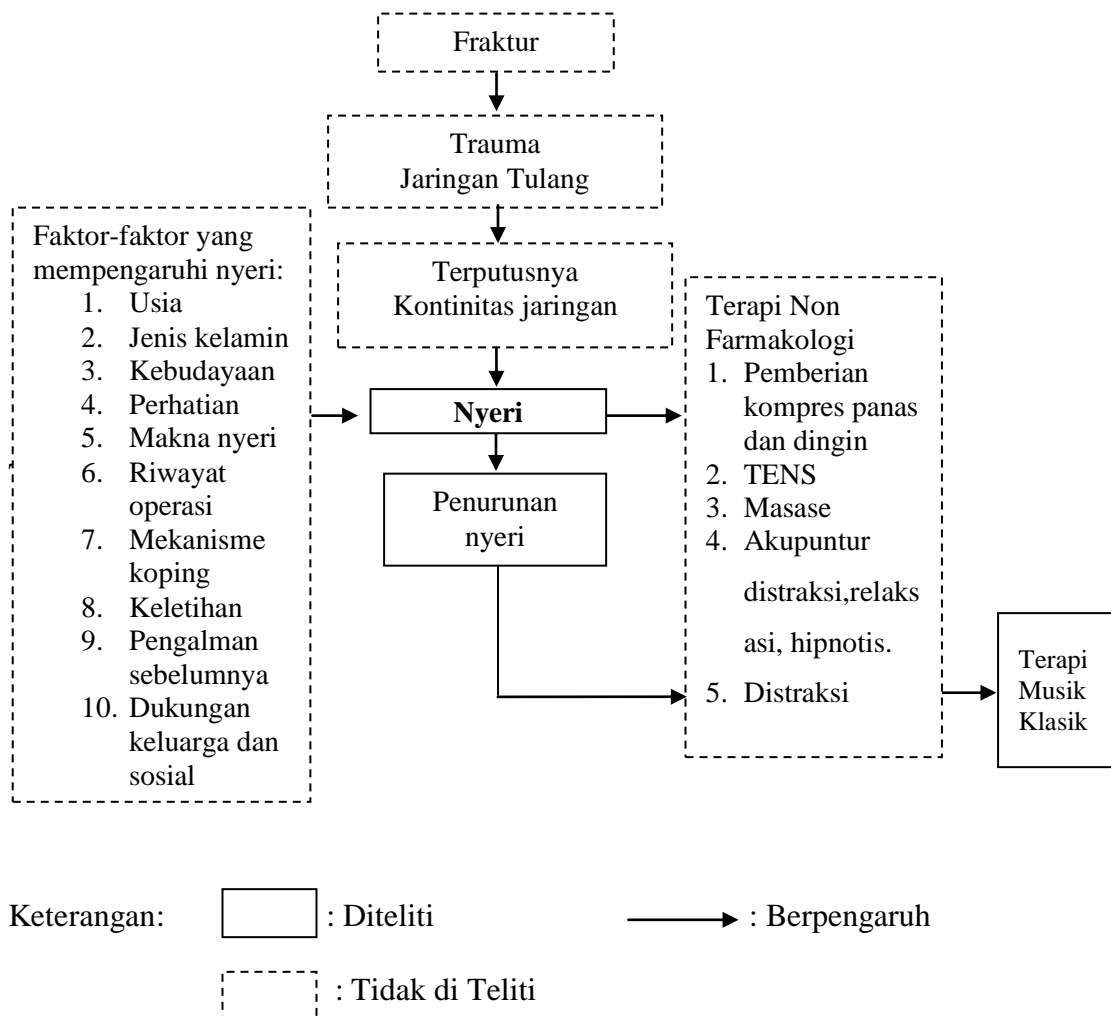 Fraktur
Trauma
Jaringan Tulang
Terputusnya
Kontinitas jaringan
Faktor-faktor yang
mempengaruhi nyeri:
1. Usia
2. Jenis kelamin
3. Kebudayaan
4. Perhatian
5. Makna nyeri
6. Riwayat
operasi
7. Mekanisme
koping
8. Keletihan
9. Pengalman
sebelumnya
10. Dukungan
keluarga dan
sosial
Nyeri
Penurunan
nyeri
Terapi Non
Farmakologi
1. Pemberian
kompres panas
dan dingin
2. TENS
3. Masase
4. Akupuntur
distraksi,relaks
asi, hipnotis.
5. Distraksi
Terapi
Musik
Klasik
Keterangan:
: Diteliti
: Berpengaruh
: Tidak di Teliti